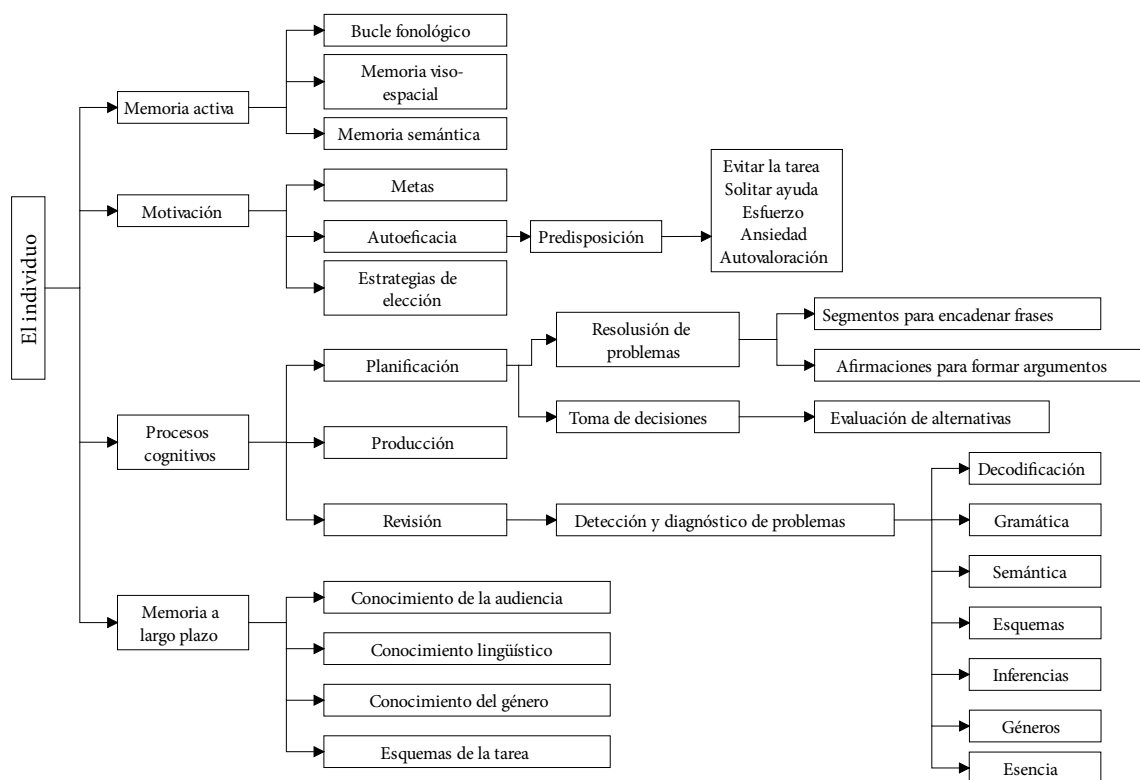 El individuo
Memoria activa
Bucle fonológico
Memoria viso-
espacial
Memoria semántica
Motivación
Metas
Autoeficacia
Predisposición
Evitar la tarea
Solitar ayuda
Esfuerzo
Ansiedad
Autovaloración
Estrategias de
elección
Procesos
cognitivos
Planificación
Resolución de
problemas
Segmentos para encadenar frases
Afirmaciones para formar argumentos
Toma de decisiones
Evaluación de alternativas
Producción
Revisión
Detección y diagnóstico de problemas
Decodificación
Gramática
Semántica
Esquemas
Inferencias
Géneros
Esencia
Memoria a
largo plazo
Conocimiento de la audiencia
Conocimiento lingüístico
Conocimiento del género
Esquemas de la tarea